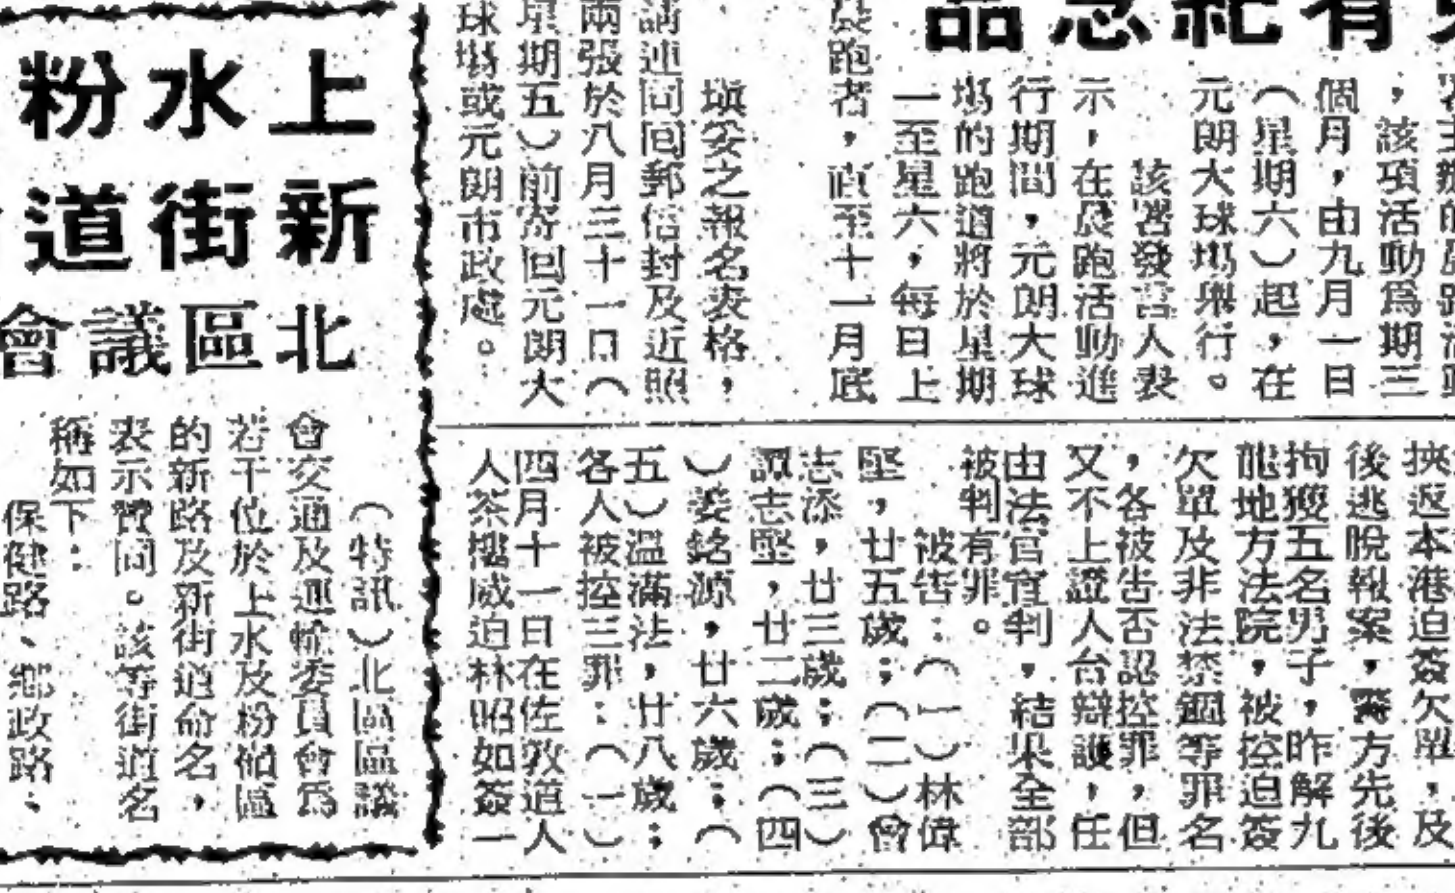 有紀念品
，該項活動為期三
個月，由九月一日
（星期六）起，在
元朗大球場舉行。
該署發言人表
示，在晨跑活動進
行期間，元朗大球
場的跑道將於星期
一至星六，每日上
晨跑者，直至十一月底
填妥之報名表格，
請連同回郵信封及近照
兩張於八月三十一日（
星期五）前寄回元朗大
球場或元朗市政處。
挾返本港迫簽欠單，及
後逃脫報案，警方先後
拘獲五名男子，昨解九
龍地方法院，被控迫簽
欠單及非法禁錮等罪名
，各被告否認控罪，但
又不上證人台辯護，任
由法官宣判，結果全部
被判有罪。
被告：（一）林偉
堅，廿五歲；（二）曾
志添，廿三歲；（三）
譚志堅，廿二歲；（四
）姜銘源，廿六歲；（
五）溫滿法，廿八歲；
各人被控三罪：（一）
四月十一日在佐敦道人
人茶樓威迫林昭如簽一
上水粉
新街道
北區議會
（特訊）北區區議
會交通及運輸委員會為
若干位於上水及粉嶺區
的新路及新街道命名，
表示贊同。該等街道名
稱如下：
保健路、鄉政路、